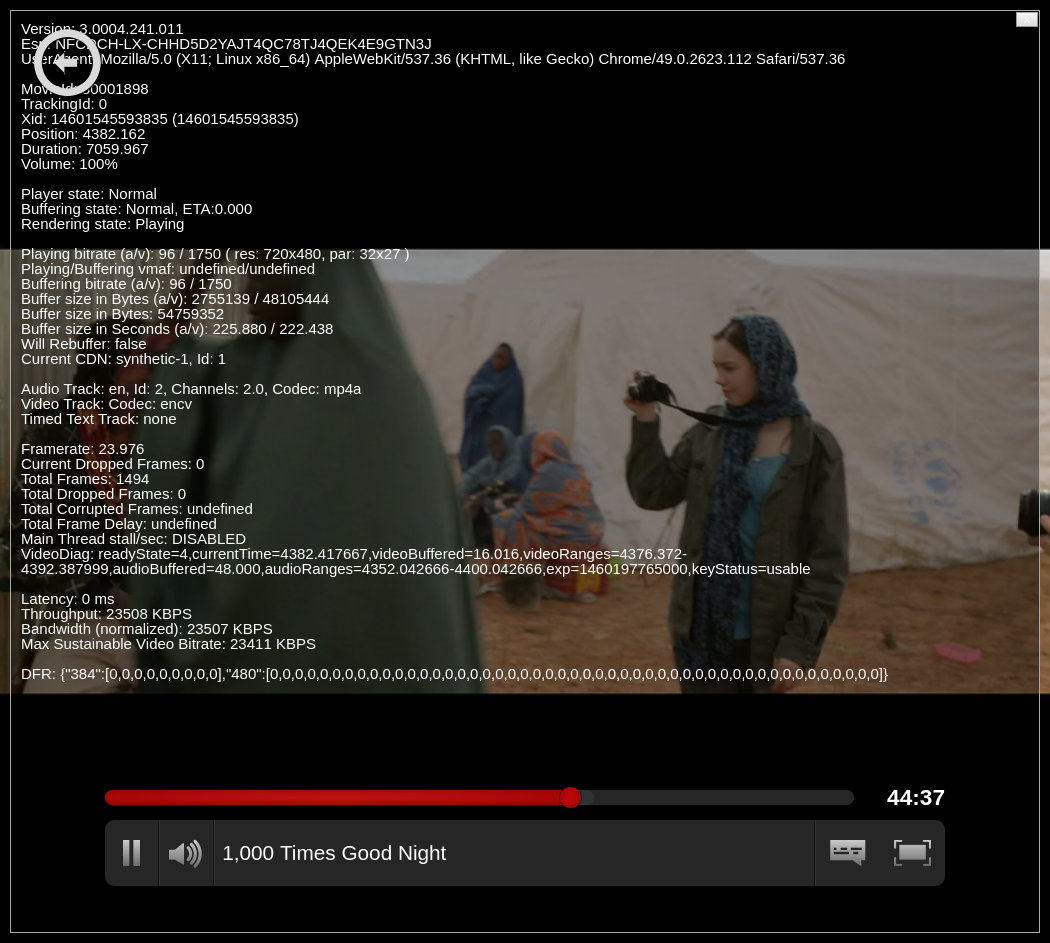 Version: 3.0004.241.011
Esn: NFCDCH-LX-CHHD5D2YAJT4QC78TJ4QEK4E9GTN3J
UserAgent: Mozilla/5.0 (X11; Linux x86_64) AppleWebKit/537.36 (KHTML, like Gecko) Chrome/49.0.2623.112 Safari/537.36
MovieId: 80001898
TrackingId: 0
Xid: 14601545593835 (14601545593835)
Position: 4382.162
Duration: 7059.967
Volume: 100%
Player state: Normal
Buffering state: Normal, ETA:0.000
Rendering state: Playing
Playing bitrate (a/v): 96 / 1750 ( res: 720x480, par: 32x27 )
Playing/Buffering vmaf: undefined/undefined
Buffering bitrate (a/v): 96 / 1750
Buffer size in Bytes (a/v): 2755139 / 48105444
Buffer size in Bytes: 54759352
Buffer size in Seconds (a/v): 225.880 / 222.438
Will Rebuffer: false
Current CDN: synthetic-1, Id: 1
Audio Track: en, Id: 2, Channels: 2.0, Codec: mp4a
Video Track: Codec: encv
Timed Text Track: none
Framerate: 23.976
Current Dropped Frames: 0
Total Frames: 1494
Total Dropped Frames: 0
Total Corrupted Frames: undefined
Total Frame Delay: undefined
Main Thread stall/sec: DISABLED
VideoDiag: readyState=4,currentTime=4382.417667,videoBuffered=16.016,videoRanges=4376.372-
4392.387999,audioBuffered=48.000,audioRanges=4352.042666-4400.042666,exp=1460197765000,keyStatus=usable
Latency: 0 ms
Throughput: 23508 KBPS
Bandwidth (normalized): 23507 KBPS
Max Sustainable Video Bitrate: 23411 KBPS
DFR: {"384":[0,0,0,0,0,0,0,0,0],"480":[0,0,0,0,0,0,0,0,0,0,0,0,0,0,0,0,0,0,0,0,0,0,0,0,0,0,0,0,0,0,0,0,0,0,0,0,0,0,0,0,0,0,0,0,0,0,0,0,0]}
44:37
1,000 Times Good Night